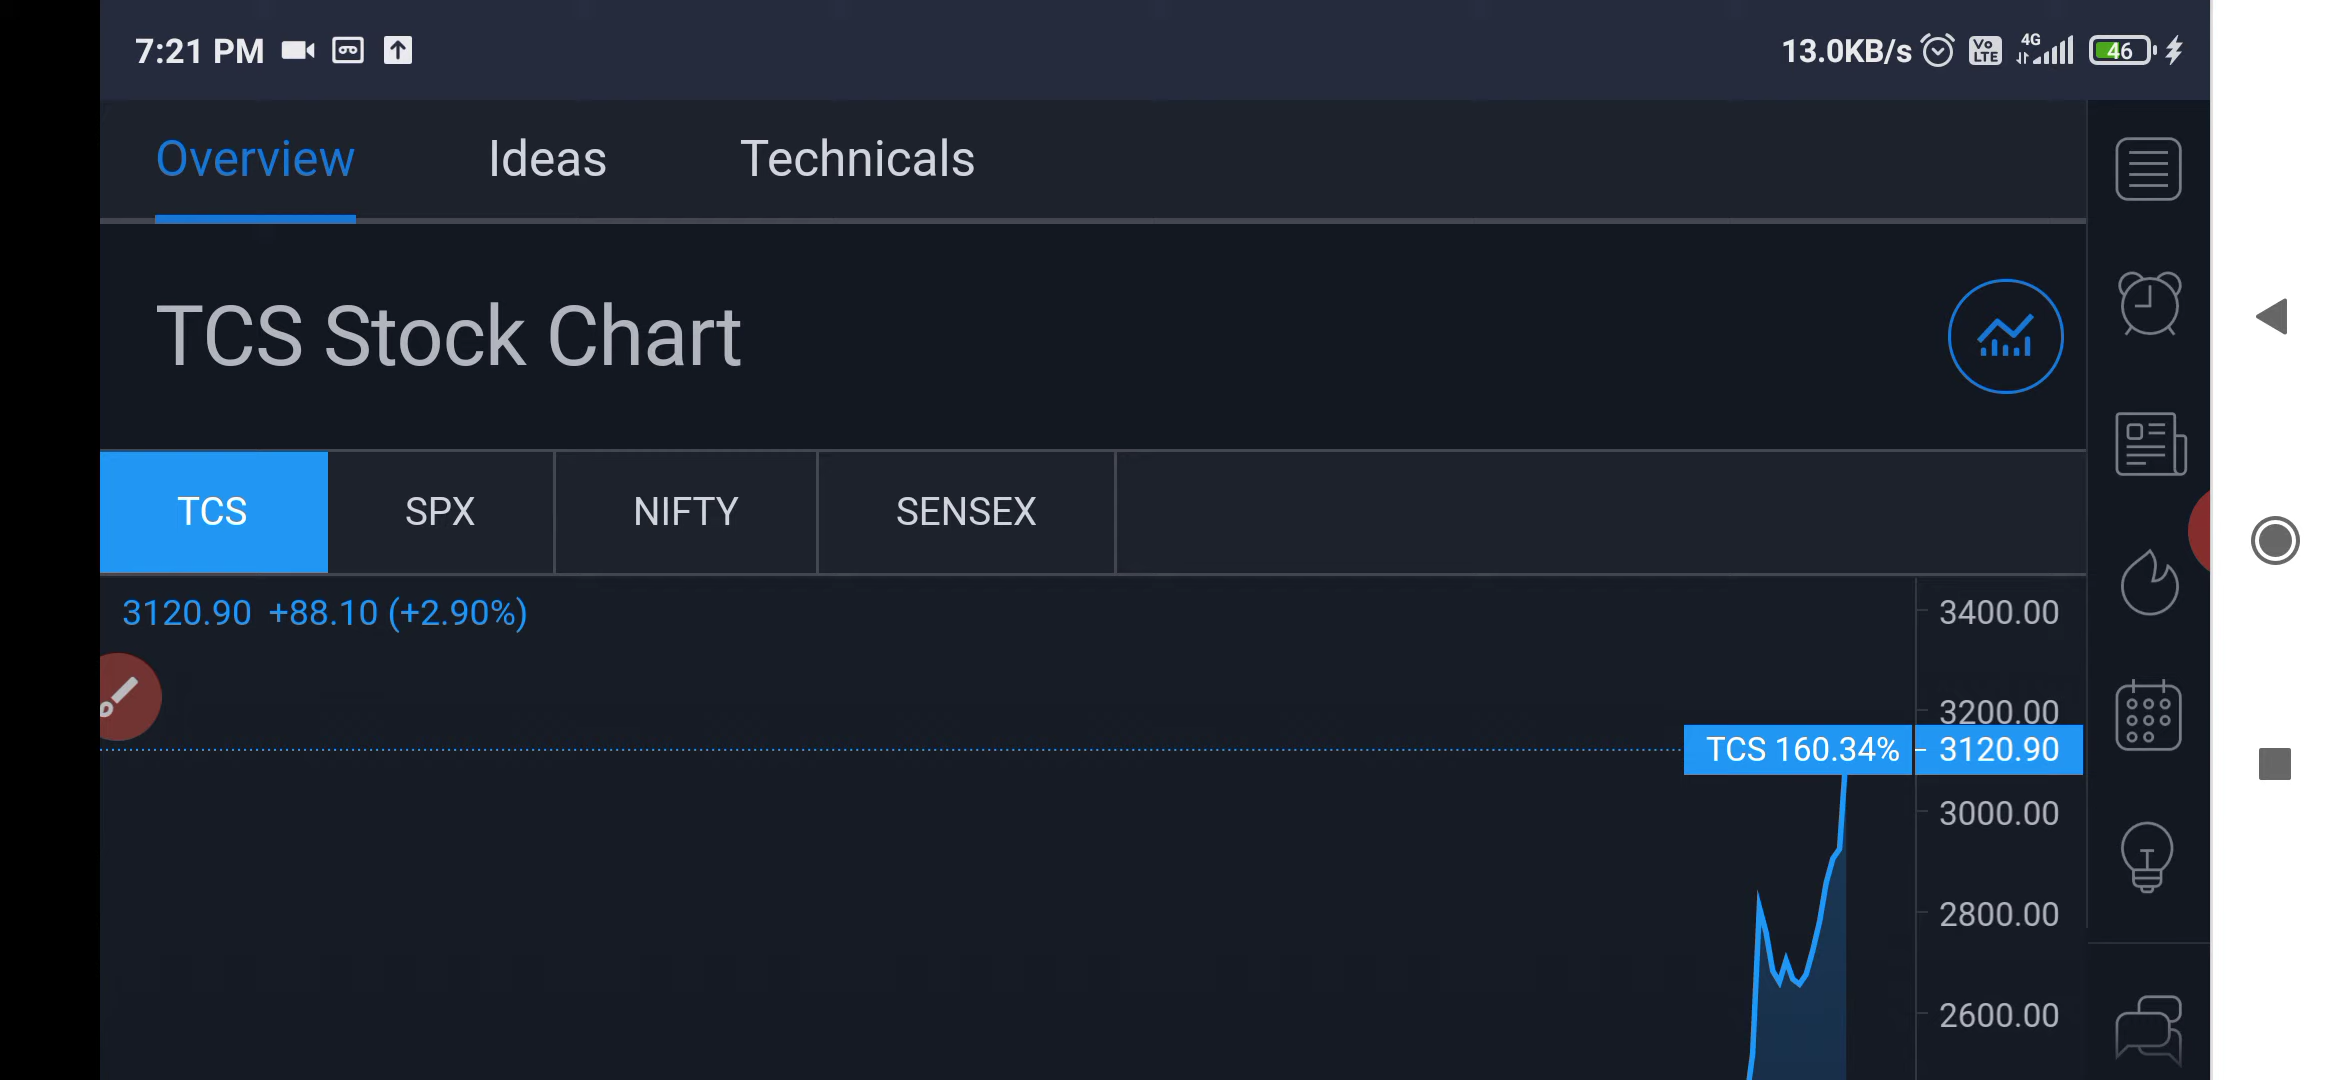 7:21 PM
13.0KB/s Vo LTE 4G 46
Overview Ideas Technicals
TCS Stock Chart
TCS SPX NIFTY SENSEX
3120.90 +88.10 (+2.90%)
3400.00
3200.00
TCS 160.34% 3120.90
3000.00
2800.00
2600.00